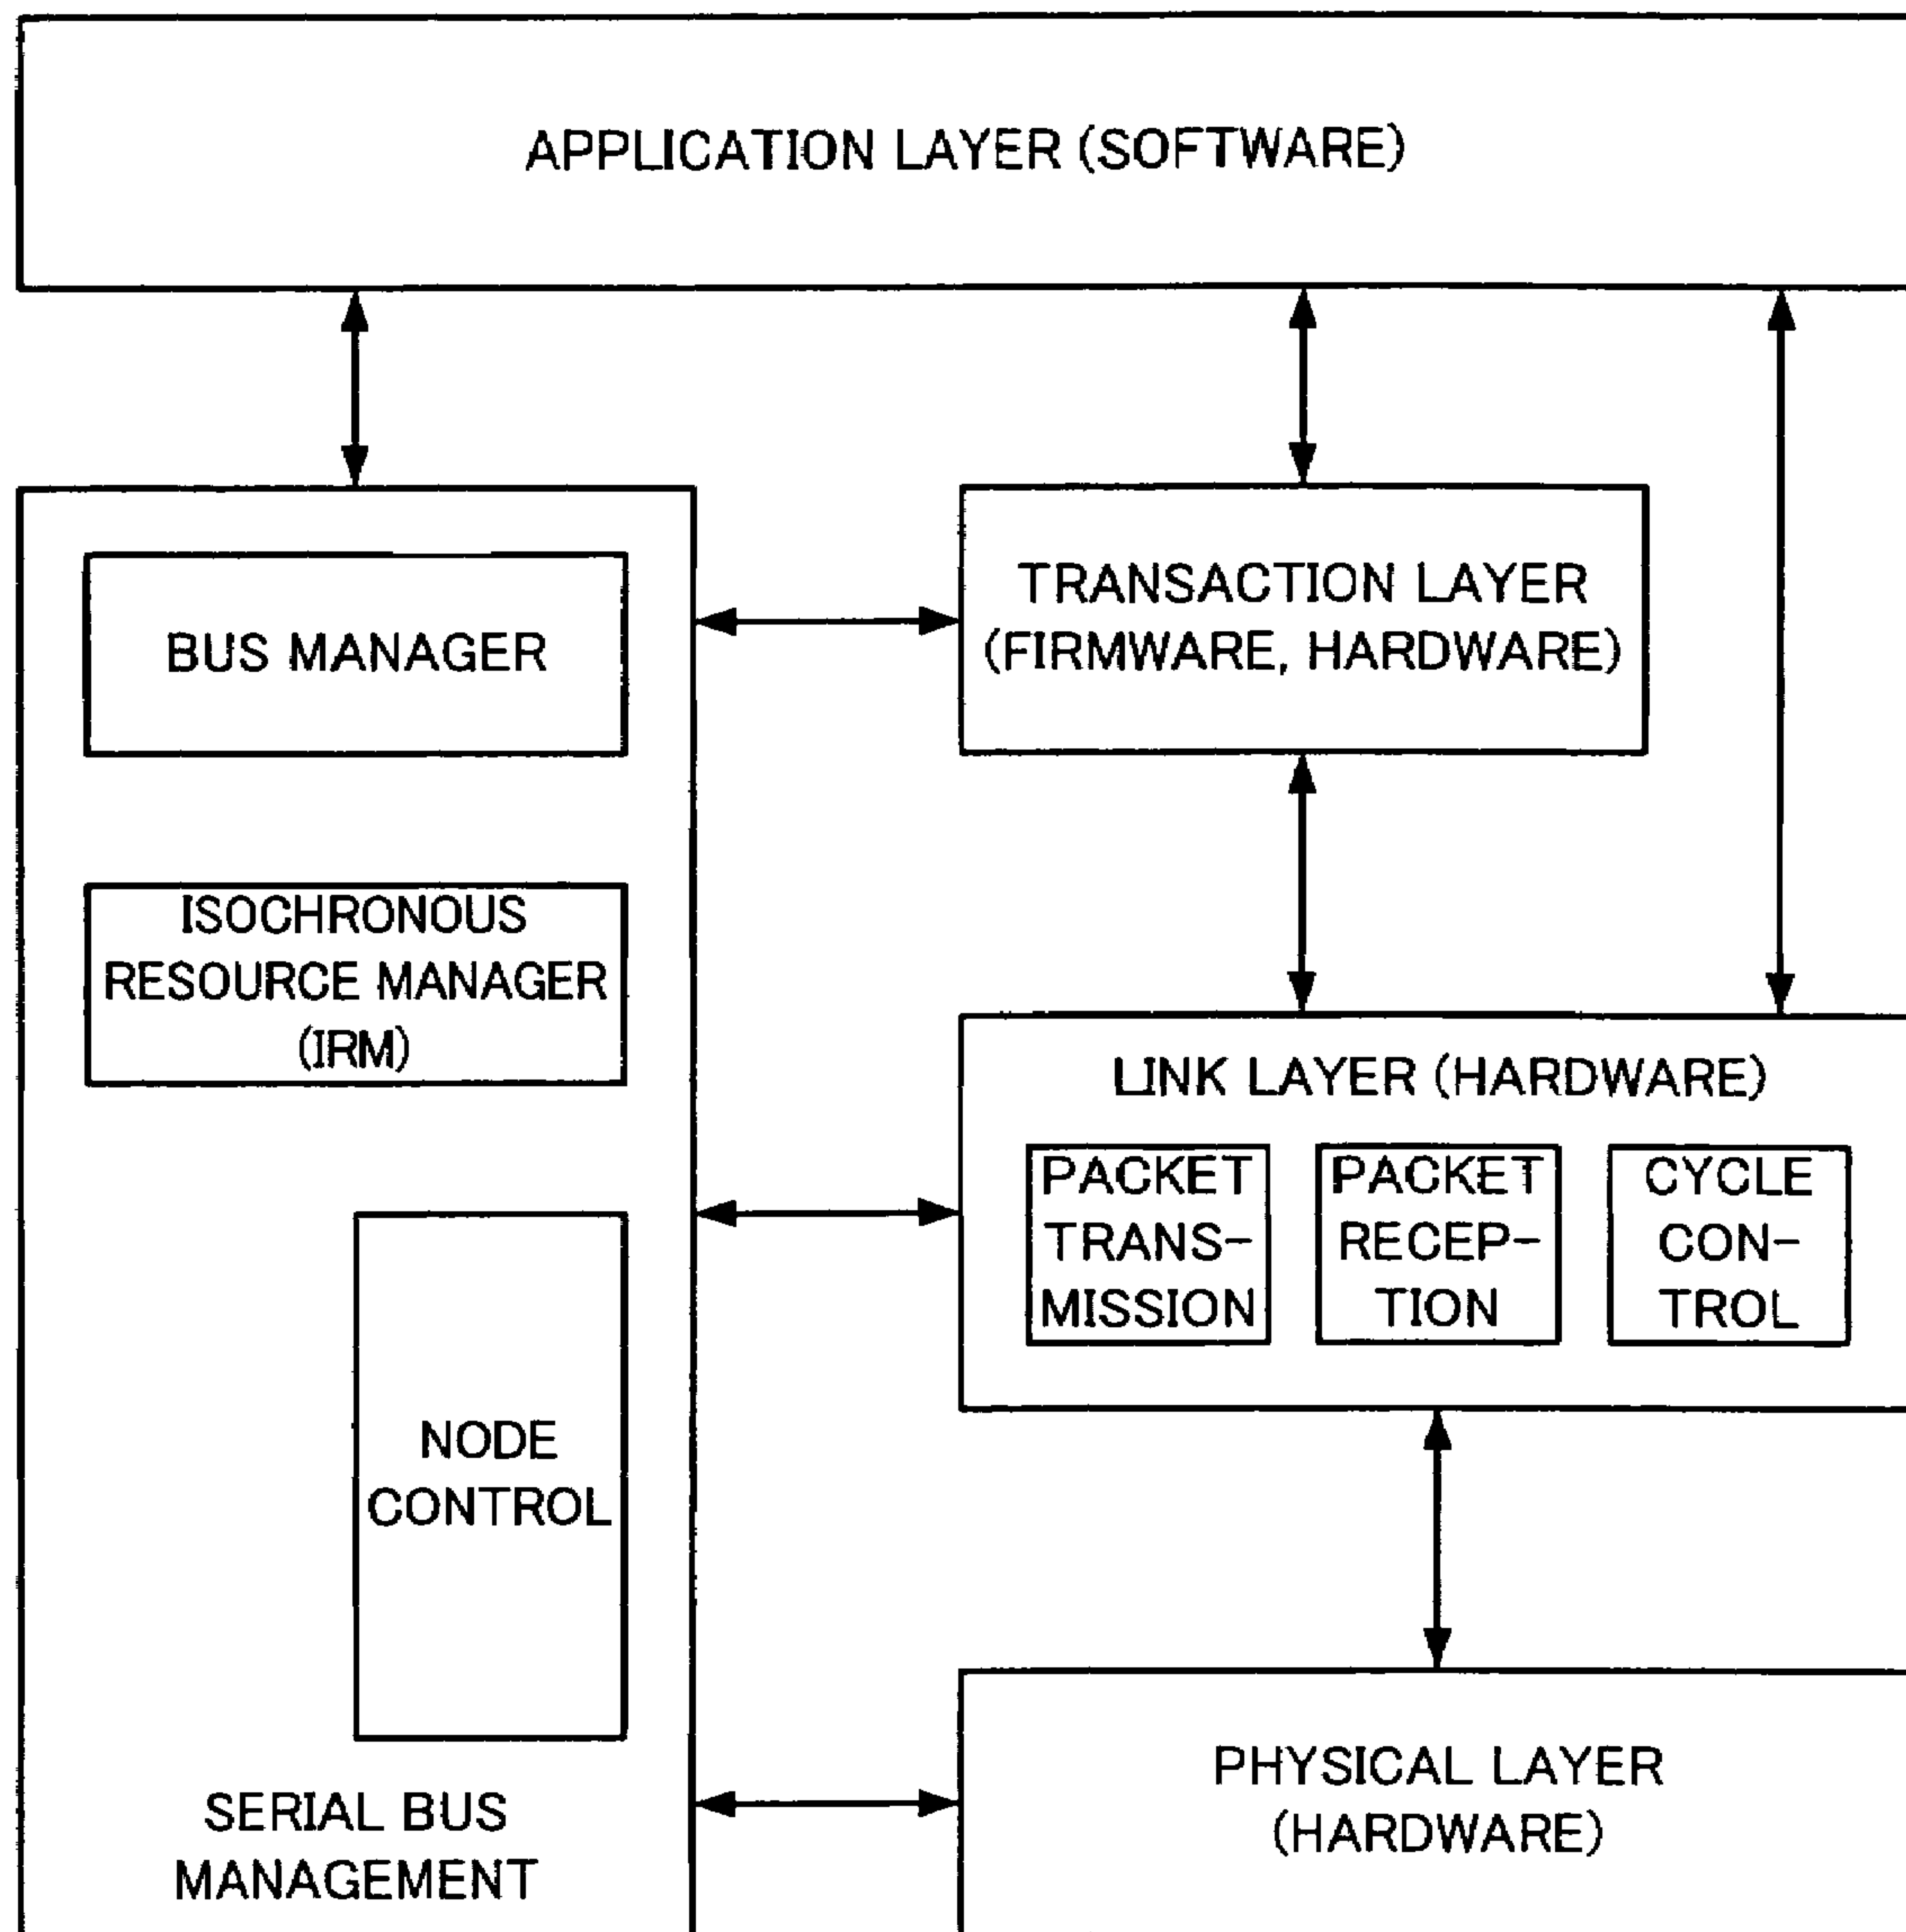 APPLICATION LAYER (SOFTWARE)
BUS MANAGER
TRANSACTION LAYER
(FIRMWARE, HARDWARE)
ISOCHRONOUS
RESOURCE MANAGER
(IRM)
LINK LAYER (HARDWARE)
PACKET
TRANS-
MISSION
PACKET
RECEP-
TION
CYCLE
CON-
TROL
NODE
CONTROL
SERIAL BUS
MANAGEMENT
PHYSICAL LAYER
(HARDWARE)